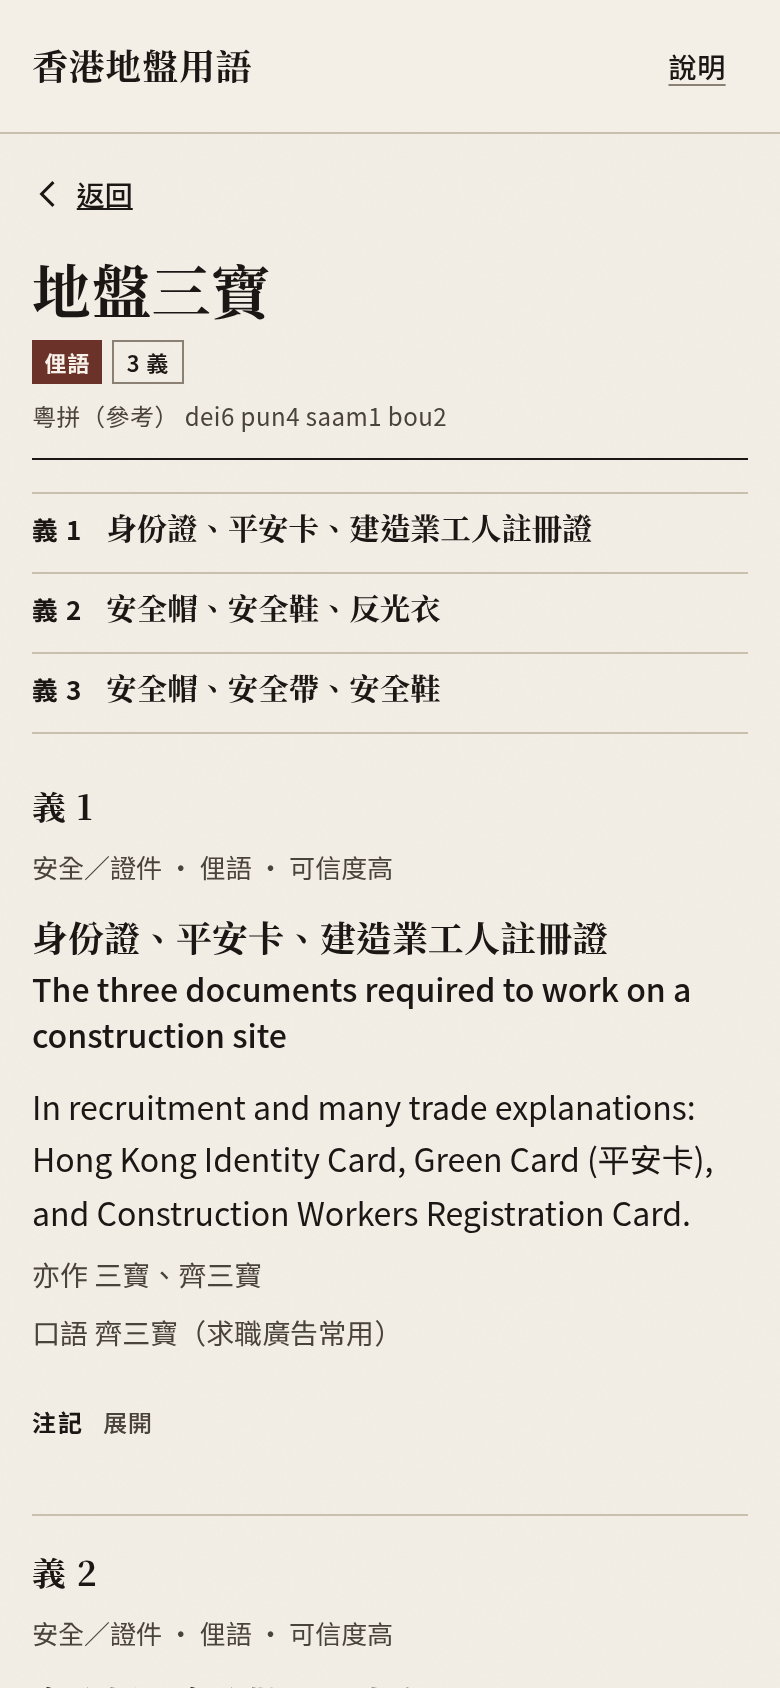 香港地盤用語
說明
返回
地盤三寶
俚語
3 義
粵拼（參考） dei6 pun4 saam1 bou2
義 1 身份證、平安卡、建造業工人註冊證
義 2 安全帽、安全鞋、反光衣
義 3 安全帽、安全帶、安全鞋
義 1
安全／證件 · 俚語 · 可信度高
身份證、平安卡、建造業工人註冊證
The three documents required to work on a
construction site
In recruitment and many trade explanations:
Hong Kong Identity Card, Green Card (平安卡),
and Construction Workers Registration Card.
亦作 三寶、齊三寶
口語 齊三寶（求職廣告常用）
注記 展開
義 2
安全／證件 · 俚語 · 可信度高